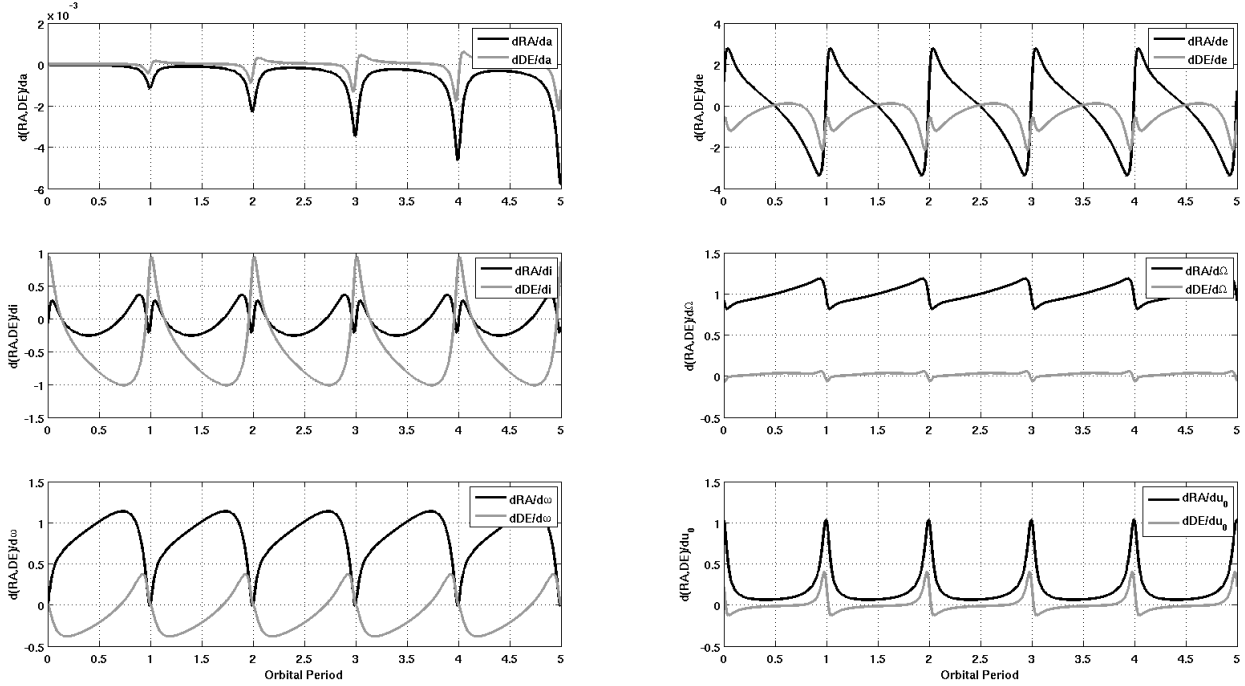 × 10⁻³
2
0
-2
-4
-6
d(RA,DE)/da
dRA/da
dDE/da
0 0.5 1 1.5 2 2.5 3 3.5 4 4.5 5
4
2
0
-2
-4
d(RA,DE)/de
dRA/de
dDE/de
0 0.5 1 1.5 2 2.5 3 3.5 4 4.5 5
1
0.5
0
-0.5
-1
-1.5
d(RA,DE)/di
dRA/di
dDE/di
0 0.5 1 1.5 2 2.5 3 3.5 4 4.5 5
1.5
1
0.5
0
-0.5
d(RA,DE)/dΩ
dRA/dΩ
dDE/dΩ
0 0.5 1 1.5 2 2.5 3 3.5 4 4.5 5
1.5
1
0.5
0
-0.5
d(RA,DE)/dω
dRA/dω
dDE/dω
0 0.5 1 1.5 2 2.5 3 3.5 4 4.5 5
Orbital Period
1.5
1
0.5
0
-0.5
d(RA,DE)/du₀
dRA/du₀
dDE/du₀
0 0.5 1 1.5 2 2.5 3 3.5 4 4.5 5
Orbital Period